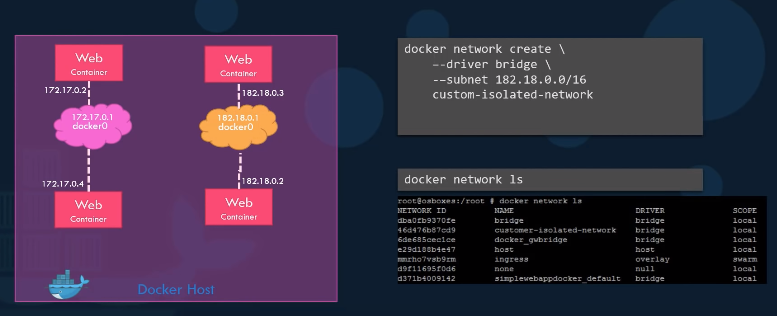 Web
Container
172.17.0.2
172.17.0.1
docker0
172.17.0.4
Web
Container
Web
Container
182.18.0.3
182.18.0.1
docker0
182.18.0.2
Web
Container
Docker Host
docker network create \
--driver bridge \
--subnet 182.18.0.0/16
custom-isolated-network
docker network ls
root@osboxes:/root # docker network ls
NETWORK ID NAME DRIVER SCOPE
dba0fb9370fe bridge bridge local
46d476b87cd9 customer-isolated-network bridge local
6de685cec1ce docker_gwbridge bridge local
e29d188b4e47 host host local
mmrho7vsb9rm ingress overlay swarm
d9f11695f0d6 none null local
d371b4009142 simplewebappdocker_default bridge local